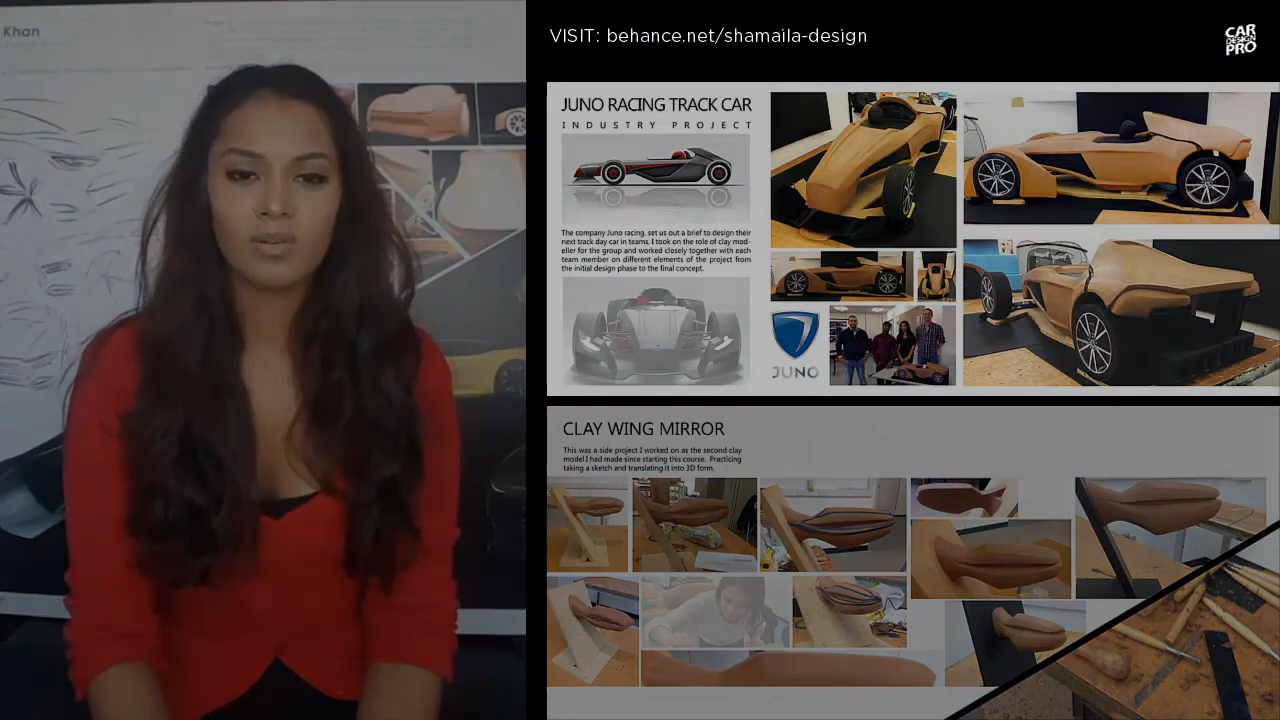 Khan
VISIT: behance.net/shamaila-design
CAR
DESIGN
PRO
JUNO RACING TRACK CAR
INDUSTRY PROJECT
The company Juno racing, set us out a brief to design their
next track day car in teams. I took on the role of clay mod-
eller for the group and worked closely together with each
team member on different elements of the project from
the initial design phase to the final concept.
JUNO
CLAY WING MIRROR
This was a side project I worked on as the second clay
model I had made since starting this course. Practicing
taking a sketch and translating it into 3D form.